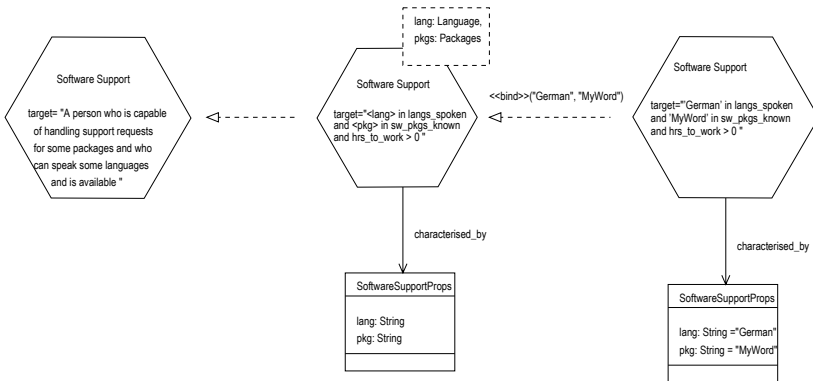 Software Support
target= "A person who is capable
of handling support requests
for some packages and who
can speak some languages
and is available "
lang: Language,
pkgs: Packages
Software Support
target="<lang> in langs_spoken
and <pkg> in sw_pkgs_known
and hrs_to_work > 0 "
<<bind>>("German", "MyWord")
Software Support
target="'German' in langs_spoken
and 'MyWord' in sw_pkgs_known
and hrs_to_work > 0 "
characterised_by
characterised_by
SoftwareSupportProps
lang: String
pkg: String
SoftwareSupportProps
lang: String ="German"
pkg: String = "MyWord"